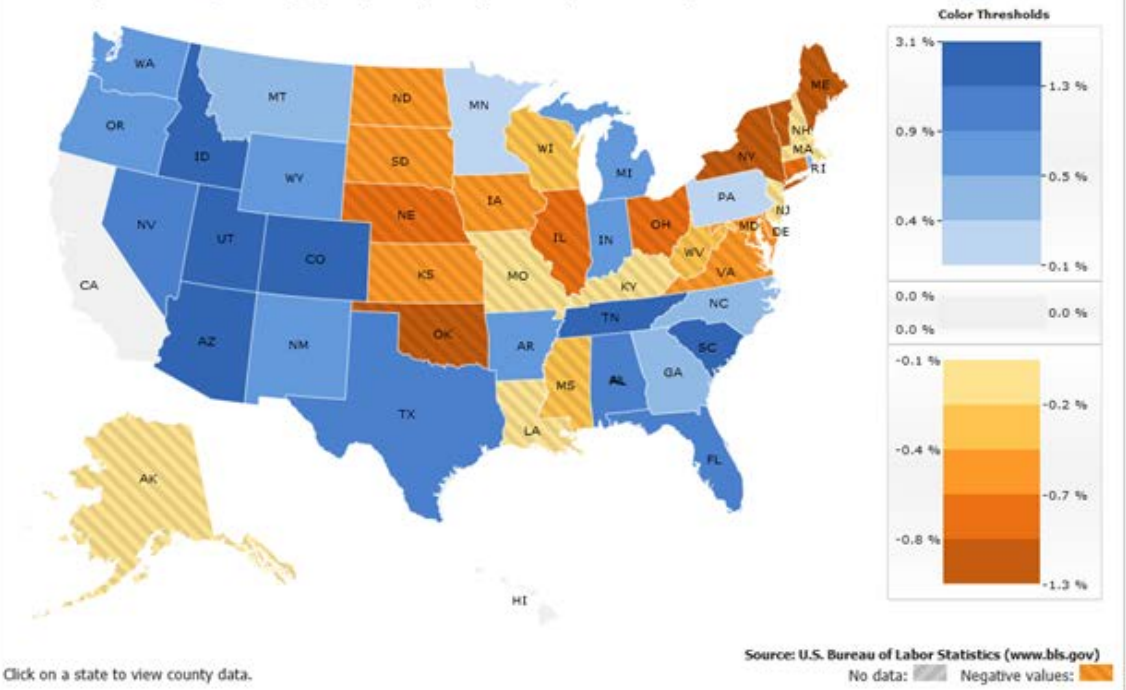 Color Thresholds
3.1 %
1.3 %
0.9 %
0.5 %
0.4 %
0.1 %
0.0 %
0.0 %
0.0 %
-0.1 %
-0.2 %
-0.4 %
-0.7 %
-0.8 %
-1.3 %
WA
MT
ND
MN
ME
OR
ID
SD
WI
NH
MA
NY
RI
WY
MI
NE
IA
PA
NJ
NV
UT
CO
KS
MO
IL
IN
OH
MD
DE
WV
VA
KY
CA
AZ
NM
OK
AR
TN
NC
SC
MS
AL
GA
TX
LA
FL
AK
HI
Source: U.S. Bureau of Labor Statistics (www.bls.gov)
Click on a state to view county data.
No data:
Negative values: